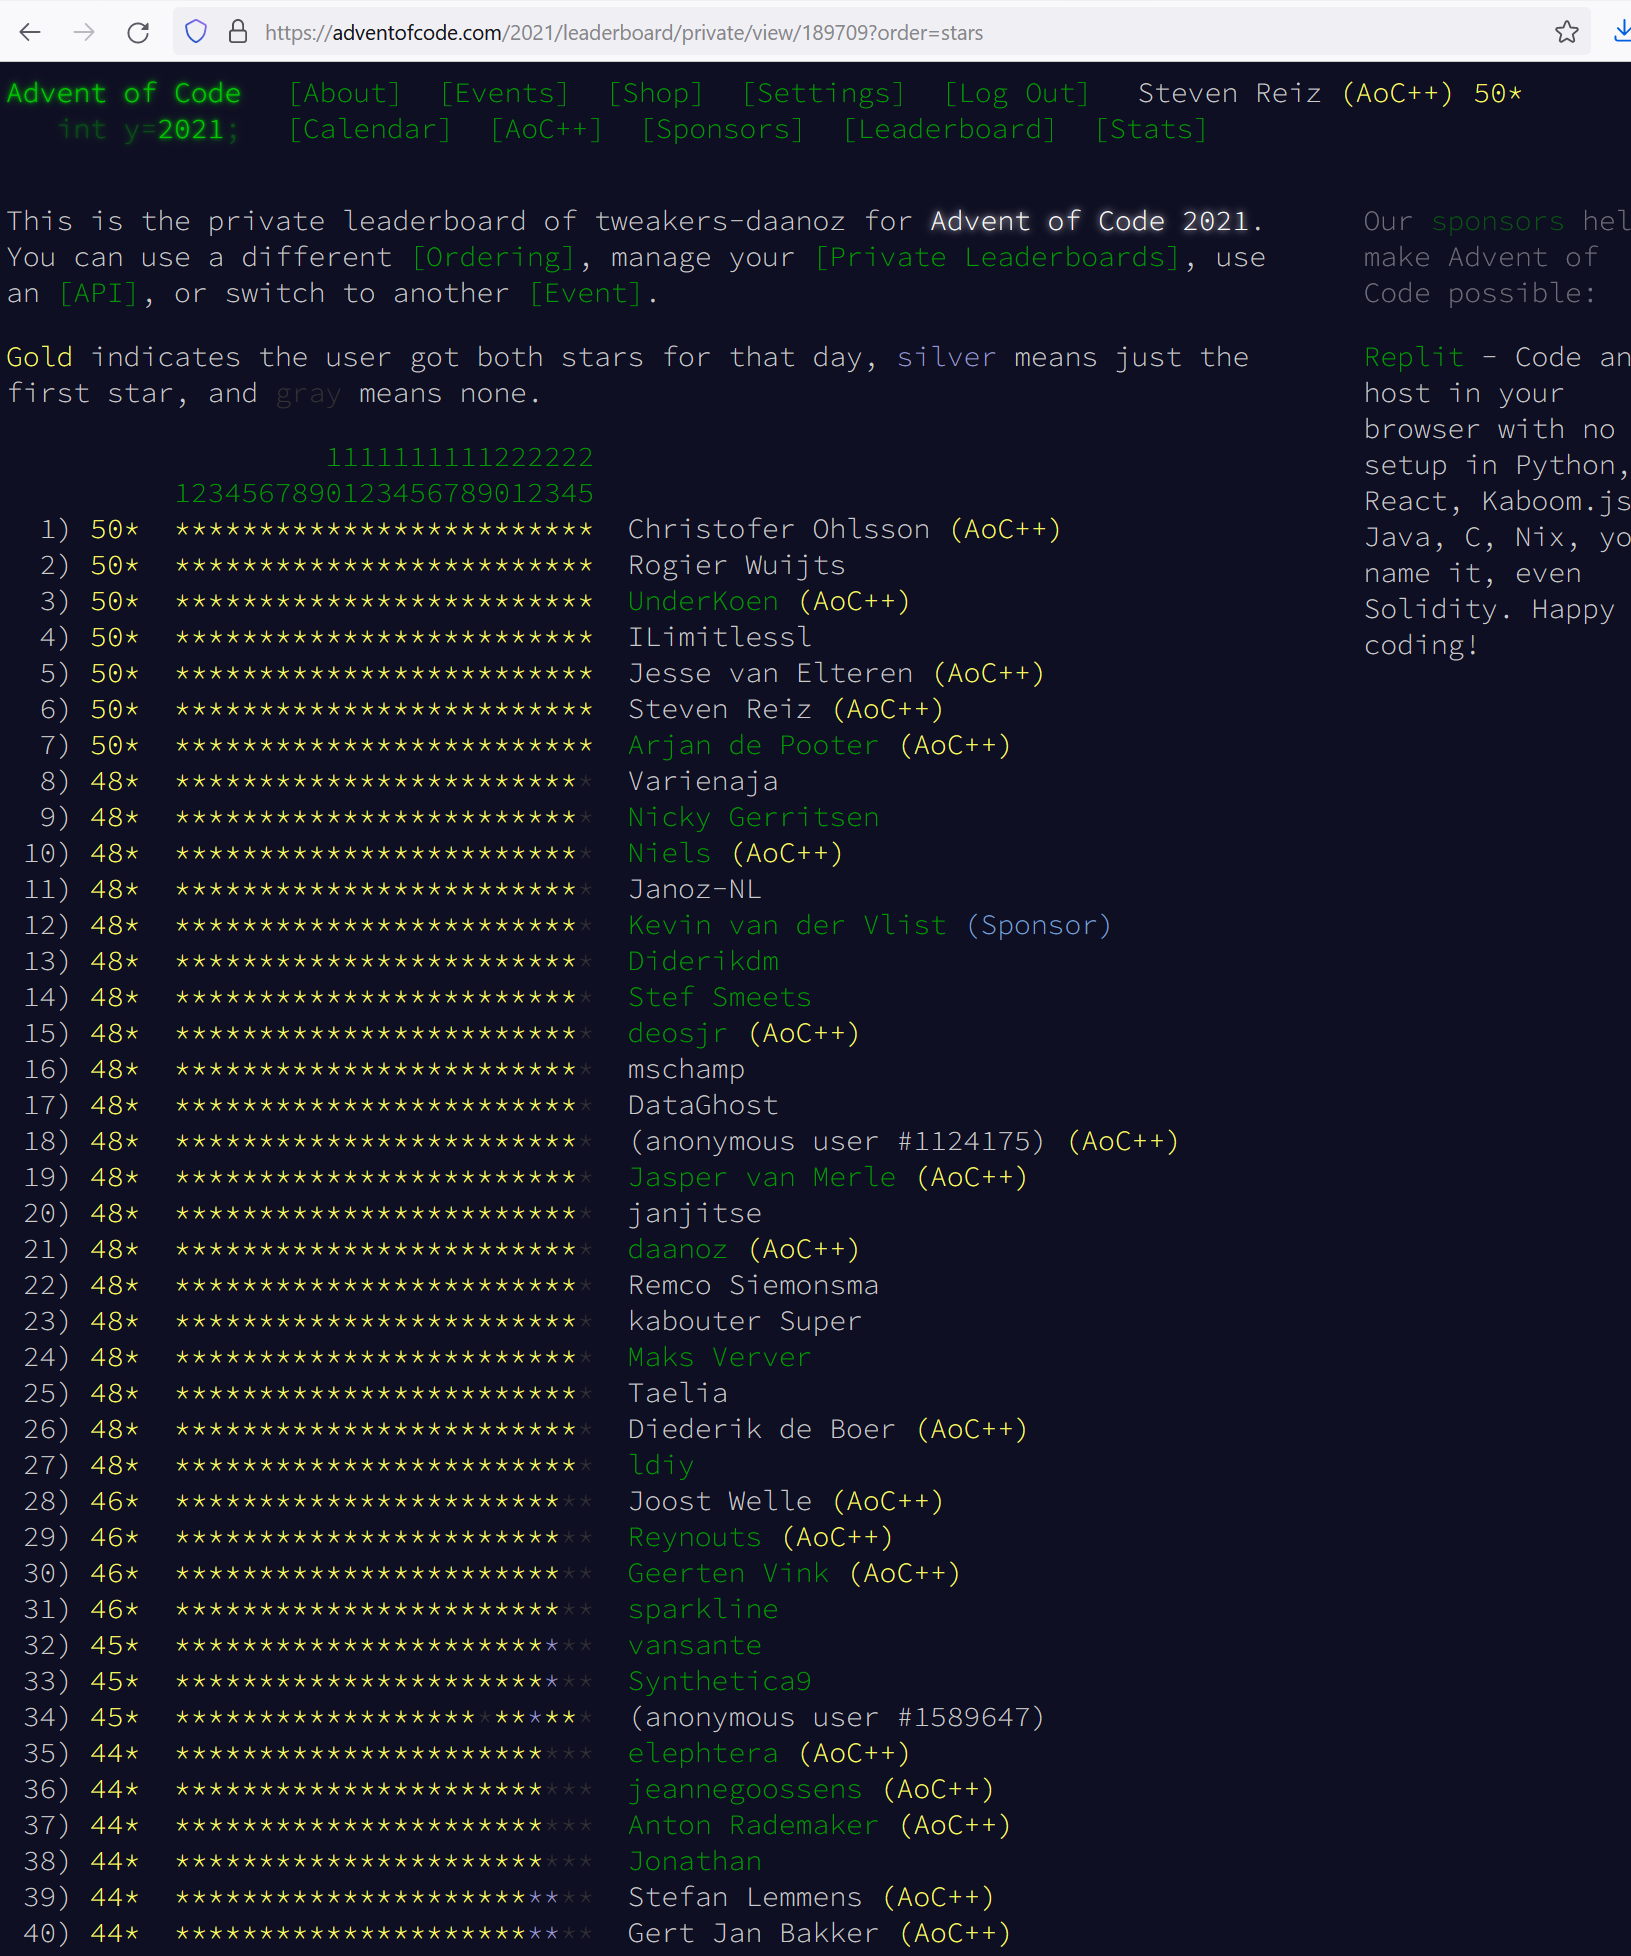 https://adventofcode.com/2021/leaderboard/private/view/189709?order=stars
Advent of Code [About] [Events] [Shop] [Settings] [Log Out] Steven Reiz (AoC++) 50*
int y=2021; [Calendar] [AoC++] [Sponsors] [Leaderboard] [Stats]
This is the private leaderboard of tweakers-daanoz for Advent of Code 2021.
You can use a different [Ordering], manage your [Private Leaderboards], use
an [API], or switch to another [Event].
Gold indicates the user got both stars for that day, silver means just the
first star, and gray means none.
1111111111222222
1234567890123456789012345
1) 50* ************************* Christofer Ohlsson (AoC++)
2) 50* ************************* Rogier Wuijts
3) 50* ************************* UnderKoen (AoC++)
4) 50* ************************* ILimitlessl
5) 50* ************************* Jesse van Elteren (AoC++)
6) 50* ************************* Steven Reiz (AoC++)
7) 50* ************************* Arjan de Pooter (AoC++)
8) 48* ************************* Varienaja
9) 48* ************************* Nicky Gerritsen
10) 48* ************************* Niels (AoC++)
11) 48* ************************* Janoz-NL
12) 48* ************************* Kevin van der Vlist (Sponsor)
13) 48* ************************* Diderikdm
14) 48* ************************* Stef Smeets
15) 48* ************************* deosjr (AoC++)
16) 48* ************************* mschamp
17) 48* ************************* DataGhost
18) 48* ************************* (anonymous user #1124175) (AoC++)
19) 48* ************************* Jasper van Merle (AoC++)
20) 48* ************************* janjitse
21) 48* ************************* daanoz (AoC++)
22) 48* ************************* Remco Siemonsma
23) 48* ************************* kabouter Super
24) 48* ************************* Maks Verver
25) 48* ************************* Taelia
26) 48* ************************* Diederik de Boer (AoC++)
27) 48* ************************* ldiy
28) 46* ************************* Joost Welle (AoC++)
29) 46* ************************* Reynouts (AoC++)
30) 46* ************************* Geerten Vink (AoC++)
31) 46* ************************* sparkline
32) 45* ************************* vansante
33) 45* ************************* Synthetica9
34) 45* ************************* (anonymous user #1589647)
35) 44* ************************* elephtera (AoC++)
36) 44* ************************* jeannegoossens (AoC++)
37) 44* ************************* Anton Rademaker (AoC++)
38) 44* ************************* Jonathan
39) 44* ************************* Stefan Lemmens (AoC++)
40) 44* ************************* Gert Jan Bakker (AoC++)
Our sponsors hel
make Advent of
Code possible:
Replit - Code an
host in your
browser with no
setup in Python,
React, Kaboom.js
Java, C, Nix, yo
name it, even
Solidity. Happy
coding!